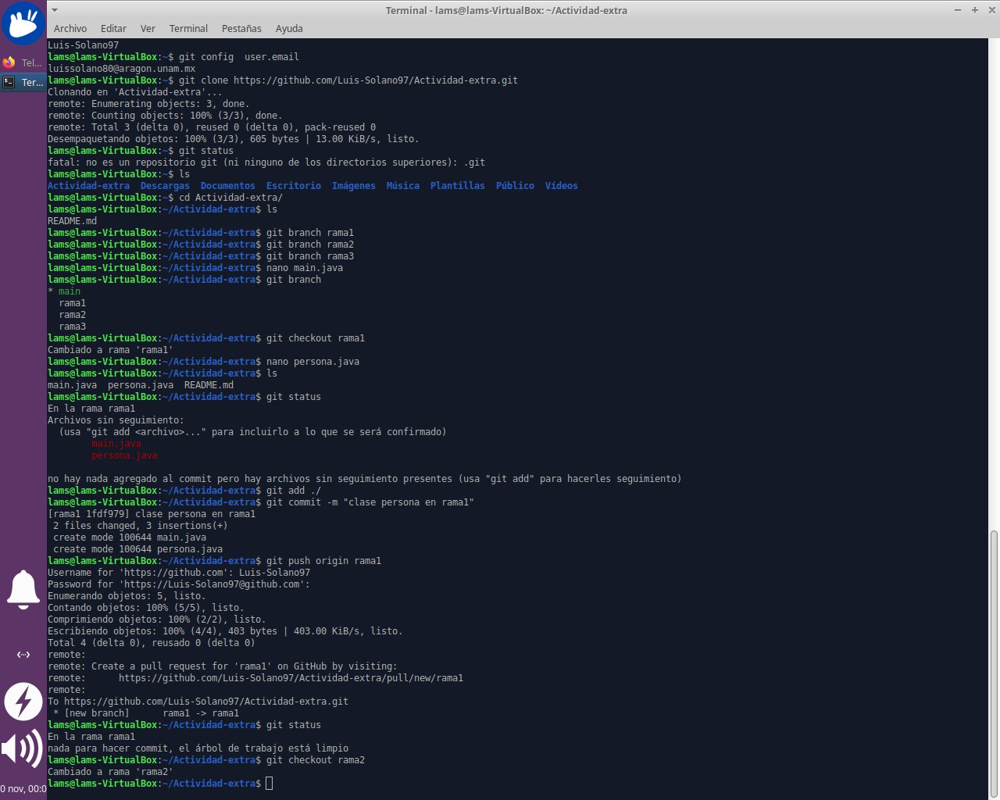 Terminal - lams@lams-VirtualBox: ~/Actividad-extra
Archivo Editar Ver Terminal Pestañas Ayuda
Tel...
Ter...
Luis-Solano97
lams@lams-VirtualBox:~$ git config  user.email
luissolano80@aragon.unam.mx
lams@lams-VirtualBox:~$ git clone https://github.com/Luis-Solano97/Actividad-extra.git
Clonando en 'Actividad-extra'...
remote: Enumerating objects: 3, done.
remote: Counting objects: 100% (3/3), done.
remote: Total 3 (delta 0), reused 0 (delta 0), pack-reused 0
Desempaquetando objetos: 100% (3/3), 605 bytes | 13.00 KiB/s, listo.
lams@lams-VirtualBox:~$ git status
fatal: no es un repositorio git (ni ninguno de los directorios superiores): .git
lams@lams-VirtualBox:~$ ls
Actividad-extra  Descargas  Documentos  Escritorio  Imágenes  Música  Plantillas  Público  Vídeos
lams@lams-VirtualBox:~$ cd Actividad-extra/
lams@lams-VirtualBox:~/Actividad-extra$ ls
README.md
lams@lams-VirtualBox:~/Actividad-extra$ git branch rama1
lams@lams-VirtualBox:~/Actividad-extra$ git branch rama2
lams@lams-VirtualBox:~/Actividad-extra$ git branch rama3
lams@lams-VirtualBox:~/Actividad-extra$ nano main.java
lams@lams-VirtualBox:~/Actividad-extra$ git branch
* main
  rama1
  rama2
  rama3
lams@lams-VirtualBox:~/Actividad-extra$ git checkout rama1
Cambiado a rama 'rama1'
lams@lams-VirtualBox:~/Actividad-extra$ nano persona.java
lams@lams-VirtualBox:~/Actividad-extra$ ls
main.java  persona.java  README.md
lams@lams-VirtualBox:~/Actividad-extra$ git status
En la rama rama1
Archivos sin seguimiento:
  (usa "git add <archivo>..." para incluirlo a lo que se será confirmado)
        main.java
        persona.java
no hay nada agregado al commit pero hay archivos sin seguimiento presentes (usa "git add" para hacerles seguimiento)
lams@lams-VirtualBox:~/Actividad-extra$ git add ./
lams@lams-VirtualBox:~/Actividad-extra$ git commit -m "clase persona en rama1"
[rama1 1fdf979] clase persona en rama1
 2 files changed, 3 insertions(+)
 create mode 100644 main.java
 create mode 100644 persona.java
lams@lams-VirtualBox:~/Actividad-extra$ git push origin rama1
Username for 'https://github.com': Luis-Solano97
Password for 'https://Luis-Solano97@github.com':
Enumerando objetos: 5, listo.
Contando objetos: 100% (5/5), listo.
Comprimiendo objetos: 100% (2/2), listo.
Escribiendo objetos: 100% (4/4), 403 bytes | 403.00 KiB/s, listo.
Total 4 (delta 0), reusado 0 (delta 0)
remote:
remote: Create a pull request for 'rama1' on GitHub by visiting:
remote:      https://github.com/Luis-Solano97/Actividad-extra/pull/new/rama1
remote:
To https://github.com/Luis-Solano97/Actividad-extra.git
 * [new branch]      rama1 -> rama1
lams@lams-VirtualBox:~/Actividad-extra$ git status
En la rama rama1
nada para hacer commit, el árbol de trabajo está limpio
lams@lams-VirtualBox:~/Actividad-extra$ git checkout rama2
Cambiado a rama 'rama2'
lams@lams-VirtualBox:~/Actividad-extra$
0 nov, 00:0